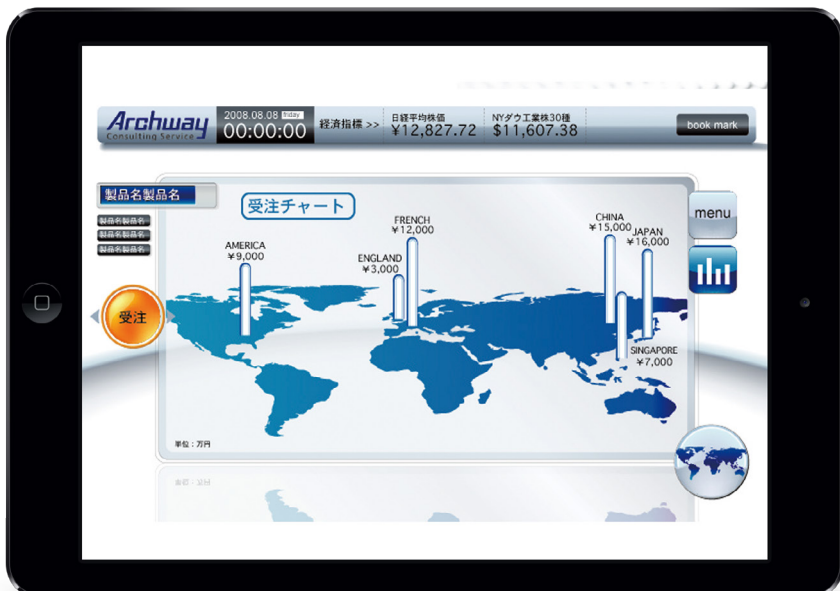 Archway
Consulting Service
2008.08.08 friday
00:00:00
経済指標 >>
日経平均株価
¥12,827.72
NYダウ工業株30種
$11,607.38
book mark
製品名製品名
製品名製品名
製品名製品名
製品名製品名
受注チャート
menu
AMERICA
¥9,000
ENGLAND
¥3,000
FRENCH
¥12,000
CHINA
¥15,000
JAPAN
¥16,000
SINGAPORE
¥7,000
受注
単位：万円